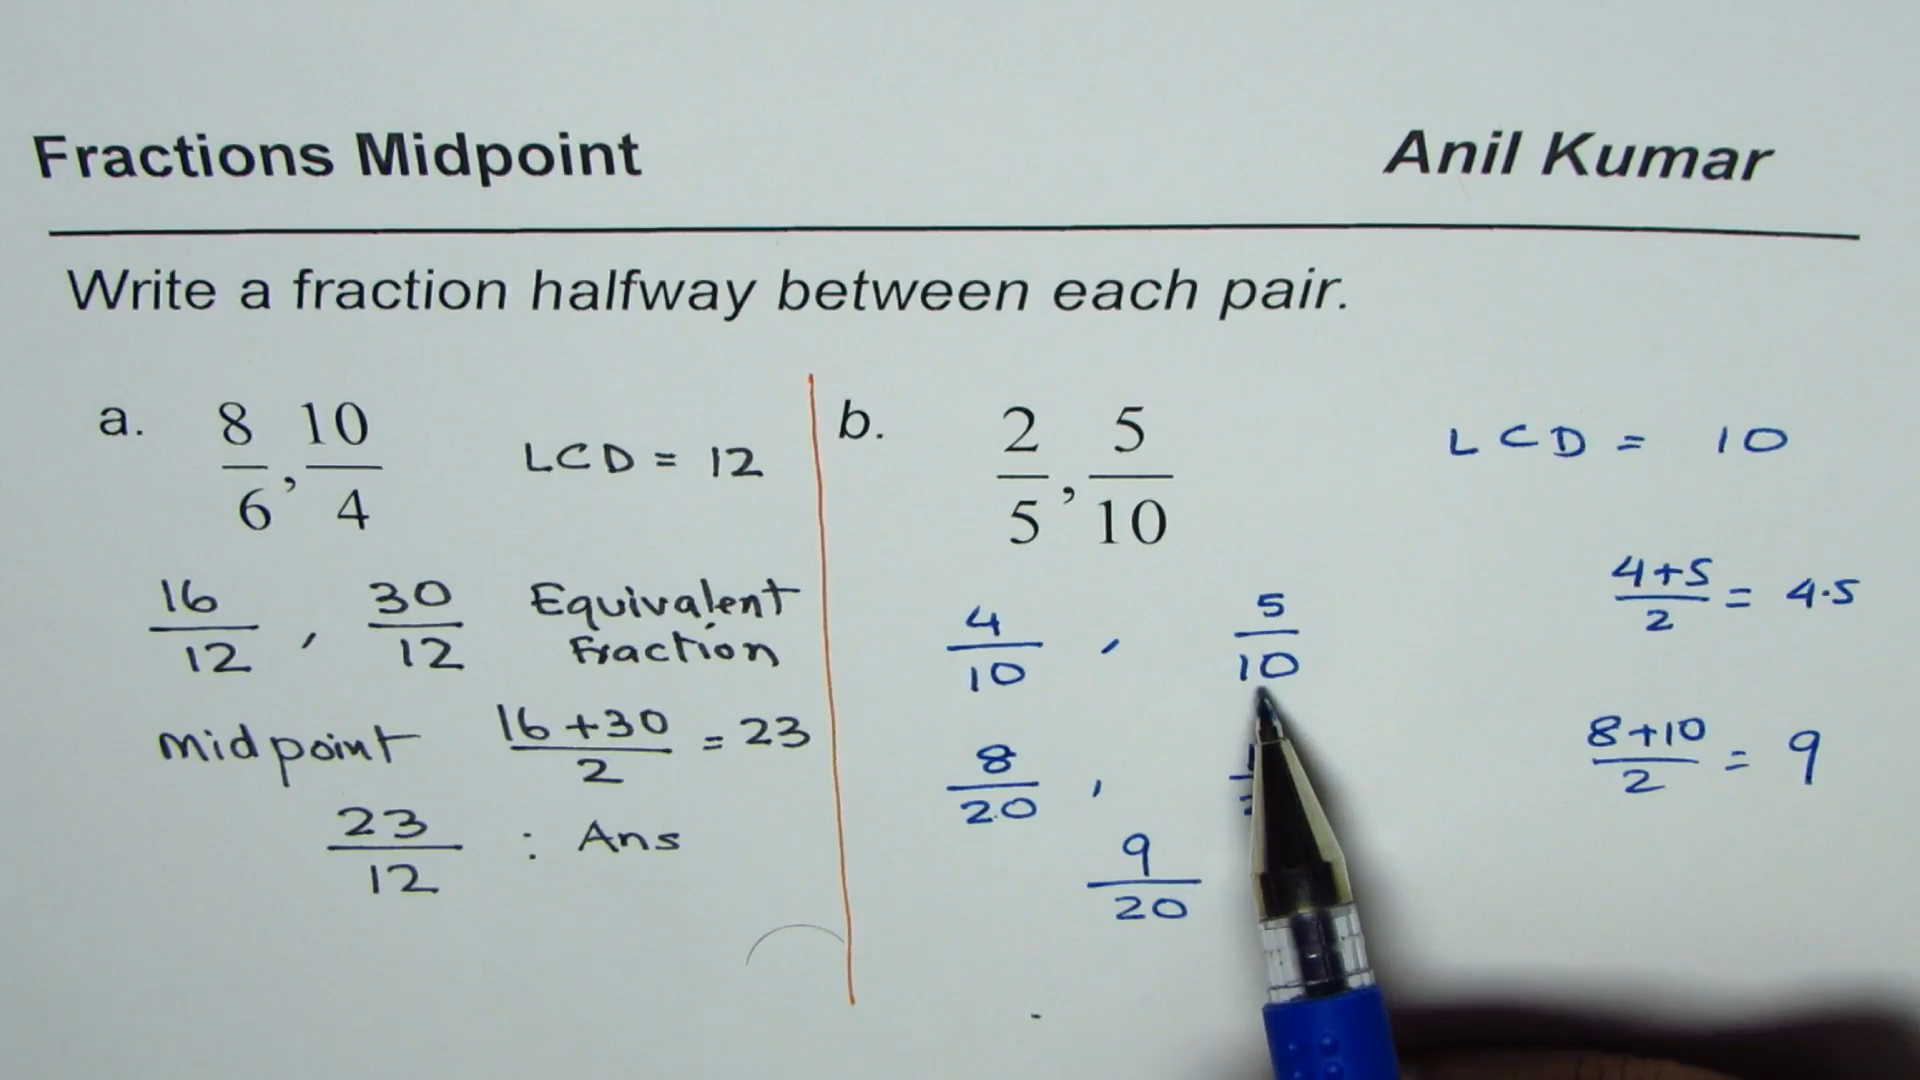 Fractions Midpoint
Anil Kumar
Write a fraction halfway between each pair.
a. 8/6, 10/4
LCD = 12
16/12 , 30/12
Equivalent
Fraction
midpoint (16+30)/2 = 23
23/12 : Ans
b. 2/5, 5/10
LCD = 10
4/10 , 5/10
(4+5)/2 = 4.5
8/20 ,
(8+10)/2 = 9
9/20